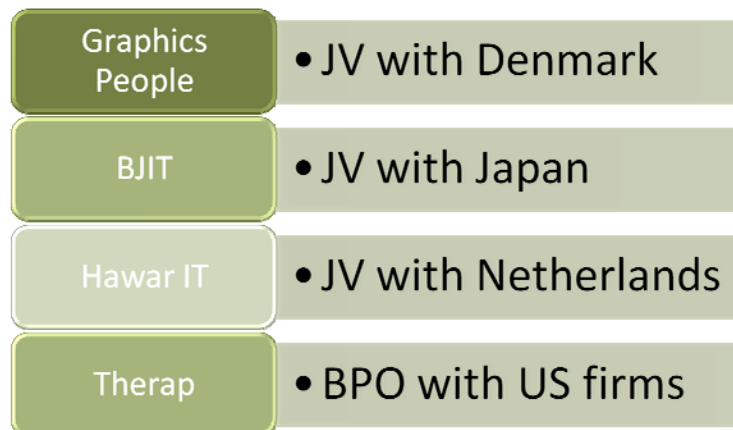 Graphics
People
• JV with Denmark
BJIT
• JV with Japan
Hawar IT
• JV with Netherlands
Therap
• BPO with US firms